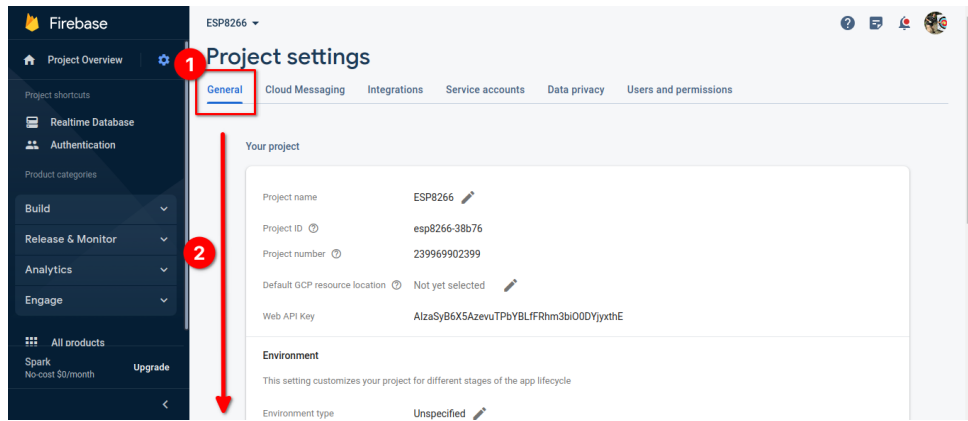 Firebase
ESP8266
Project Overview
1
Project settings
General Cloud Messaging Integrations Service accounts Data privacy Users and permissions
Project shortcuts
Realtime Database
Authentication
Product categories
Build
Release & Monitor
Analytics
Engage
All products
Spark
No-cost $0/month
Upgrade
2
Your project
Project name ESP8266
Project ID esp8266-38b76
Project number 239969902399
Default GCP resource location Not yet selected
Web API Key AIzaSyB6X5AzevuTPbYBLfFRhm3biO0DYjyxthE
Environment
This setting customizes your project for different stages of the app lifecycle
Environment type Unspecified